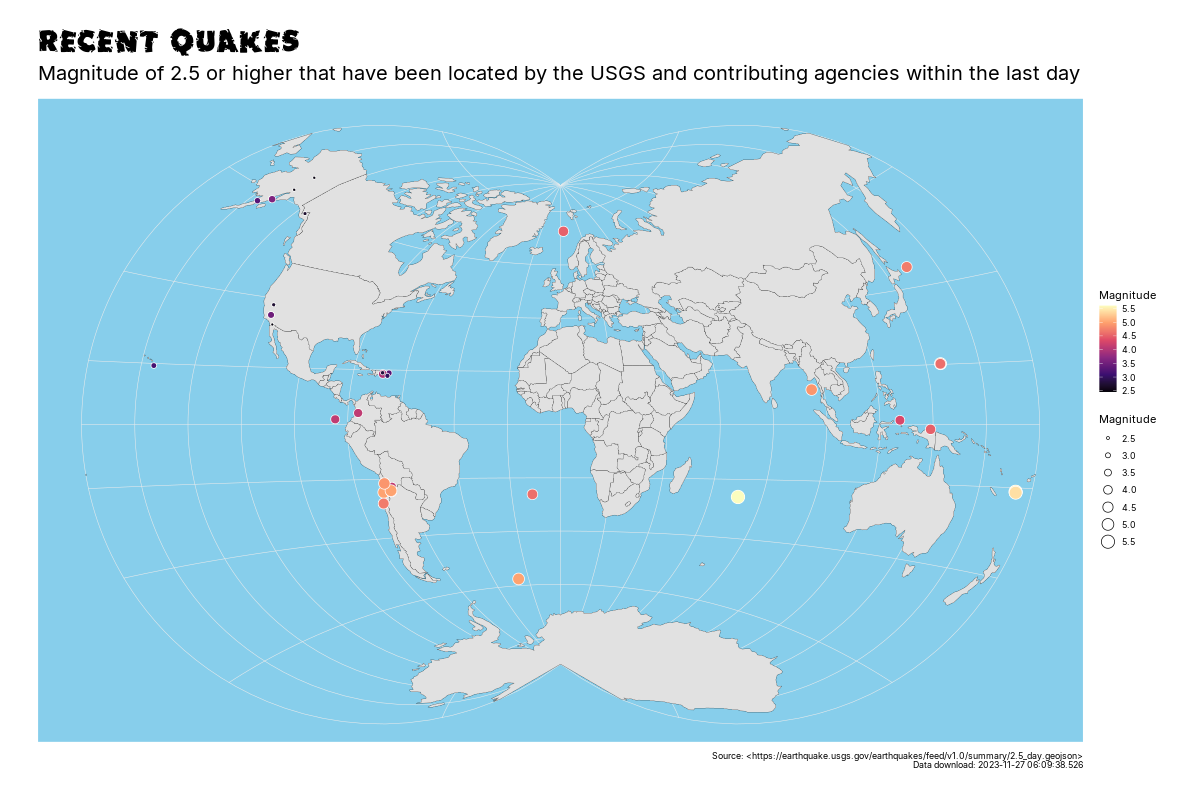 RECENT QUAKES
Magnitude of 2.5 or higher that have been located by the USGS and contributing agencies within the last day
Magnitude
5.5
5.0
4.5
4.0
3.5
3.0
2.5
Magnitude
2.5
3.0
3.5
4.0
4.5
5.0
5.5
Source: <https://earthquake.usgs.gov/earthquakes/feed/v1.0/summary/2.5_day.geojson>
Data download: 2023-11-27 06:09:38.526